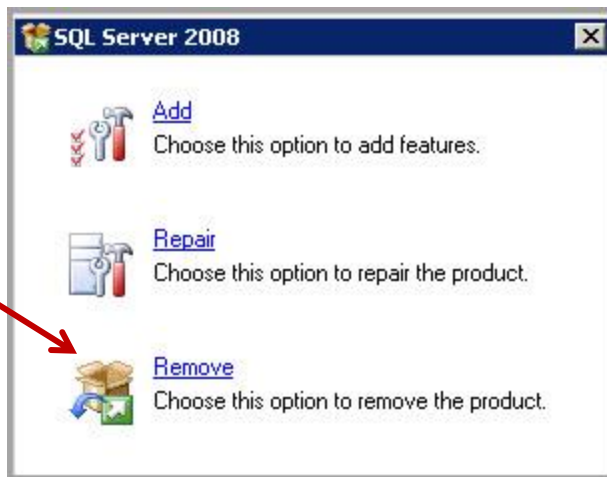 SQL Server 2008
Add
Choose this option to add features.
Repair
Choose this option to repair the product.
Remove
Choose this option to remove the product.